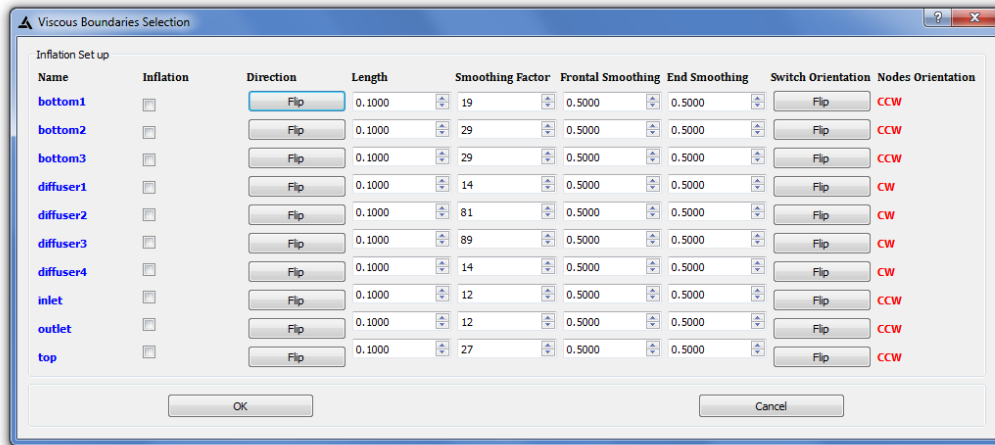 Viscous Boundaries Selection
Inflation Set up
Name Inflation Direction Length Smoothing Factor Frontal Smoothing End Smoothing Switch Orientation Nodes Orientation
bottom1 Flip 0.1000 19 0.5000 0.5000 Flip CCW
bottom2 Flip 0.1000 29 0.5000 0.5000 Flip CCW
bottom3 Flip 0.1000 29 0.5000 0.5000 Flip CCW
diffuser1 Flip 0.1000 14 0.5000 0.5000 Flip CW
diffuser2 Flip 0.1000 81 0.5000 0.5000 Flip CW
diffuser3 Flip 0.1000 89 0.5000 0.5000 Flip CW
diffuser4 Flip 0.1000 14 0.5000 0.5000 Flip CW
inlet Flip 0.1000 12 0.5000 0.5000 Flip CCW
outlet Flip 0.1000 12 0.5000 0.5000 Flip CCW
top Flip 0.1000 27 0.5000 0.5000 Flip CCW
OK Cancel